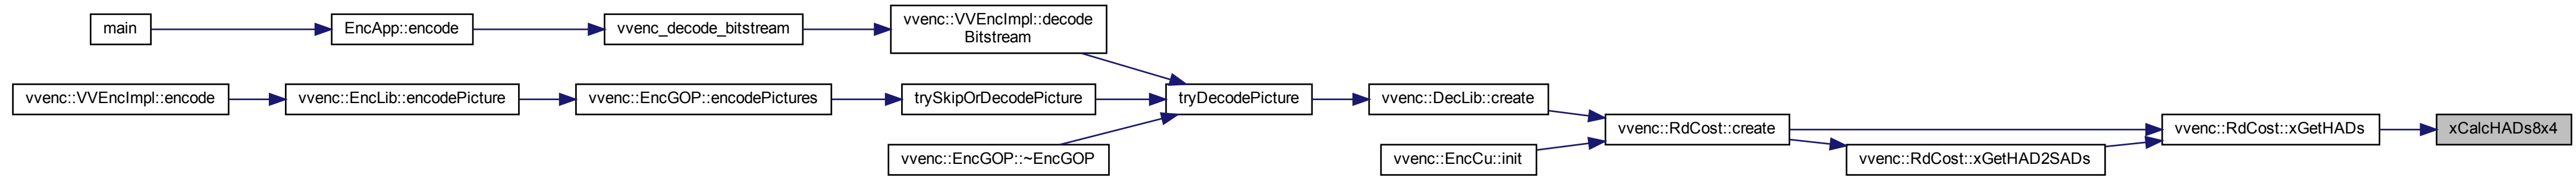 main
EncApp::encode
vvenc_decode_bitstream
vvenc::VVEncImpl::decode
Bitstream
vvenc::VVEncImpl::encode
vvenc::EncLib::encodePicture
vvenc::EncGOP::encodePictures
trySkipOrDecodePicture
tryDecodePicture
vvenc::DecLib::create
vvenc::EncGOP::~EncGOP
vvenc::EncCu::init
vvenc::RdCost::create
vvenc::RdCost::xGetHAD2SADs
vvenc::RdCost::xGetHADs
xCalcHADs8x4